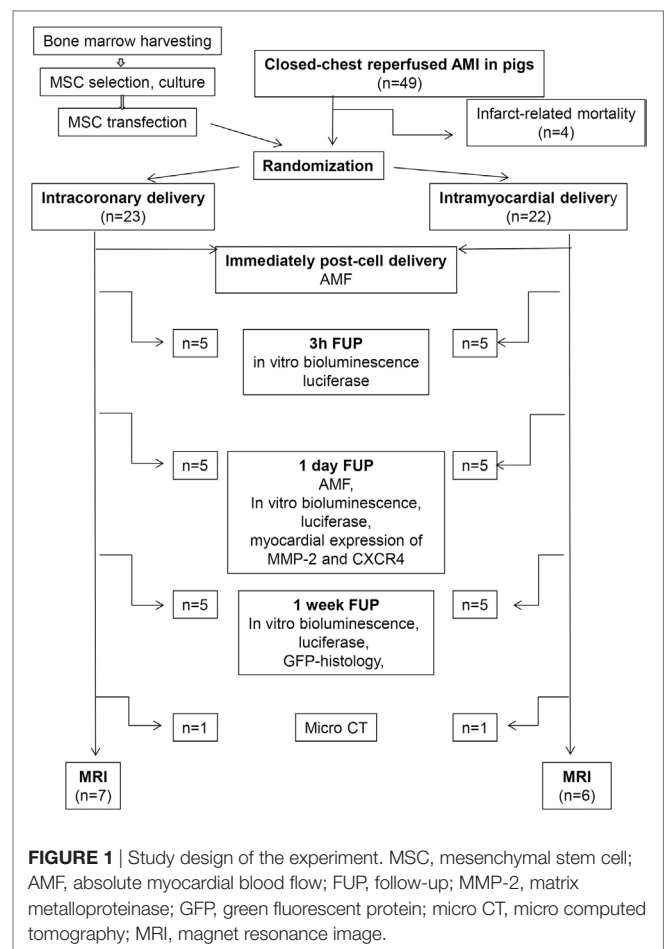 Bone marrow harvesting
MSC selection, culture
MSC transfection
Closed-chest reperfused AMI in pigs
(n=49)
Infarct-related mortality
(n=4)
Randomization
Intracoronary delivery
(n=23)
Intramyocardial delivery
(n=22)
Immediately post-cell delivery
AMF
n=5
3h FUP
in vitro bioluminescence
luciferase
n=5
n=5
1 day FUP
AMF,
In vitro bioluminescence,
luciferase,
myocardial expression of
MMP-2 and CXCR4
n=5
n=5
1 week FUP
In vitro bioluminescence,
luciferase,
GFP-histology,
n=5
n=1
Micro CT
n=1
MRI
(n=7)
MRI
(n=6)
FIGURE 1 | Study design of the experiment. MSC, mesenchymal stem cell;
AMF, absolute myocardial blood flow; FUP, follow-up; MMP-2, matrix
metalloproteinase; GFP, green fluorescent protein; micro CT, micro computed
tomography; MRI, magnet resonance image.